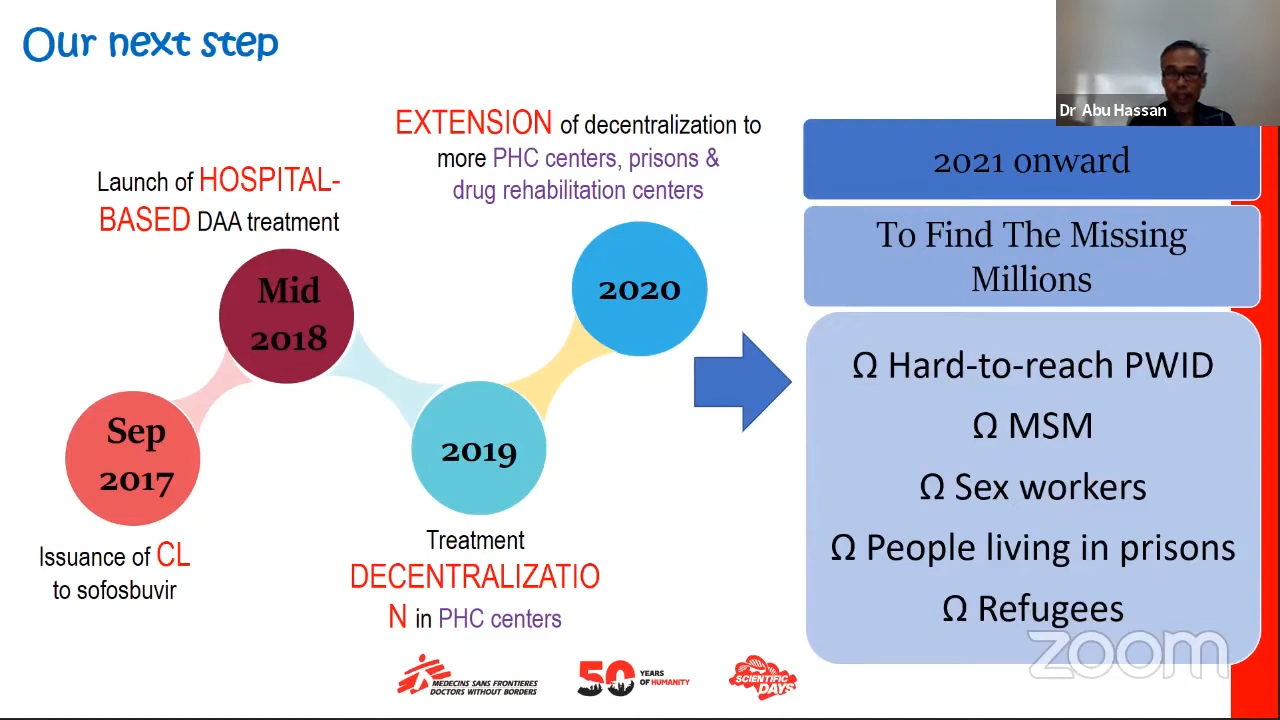 Our next step
Dr Abu Hassan
EXTENSION of decentralization to
more PHC centers, prisons &
drug rehabilitation centers
Launch of HOSPITAL-
BASED DAA treatment
Mid
2018
2020
Sep
2017
2019
Issuance of CL
to sofosbuvir
Treatment
DECENTRALIZATIO
N in PHC centers
2021 onward
To Find The Missing
Millions
Ω Hard-to-reach PWID
Ω MSM
Ω Sex workers
Ω People living in prisons
Ω Refugees
zoom
MEDECINS SANS FRONTIERES
DOCTORS WITHOUT BORDERS
50 YEARS
OF HUMANITY
SCIENTIFIC
DAYS